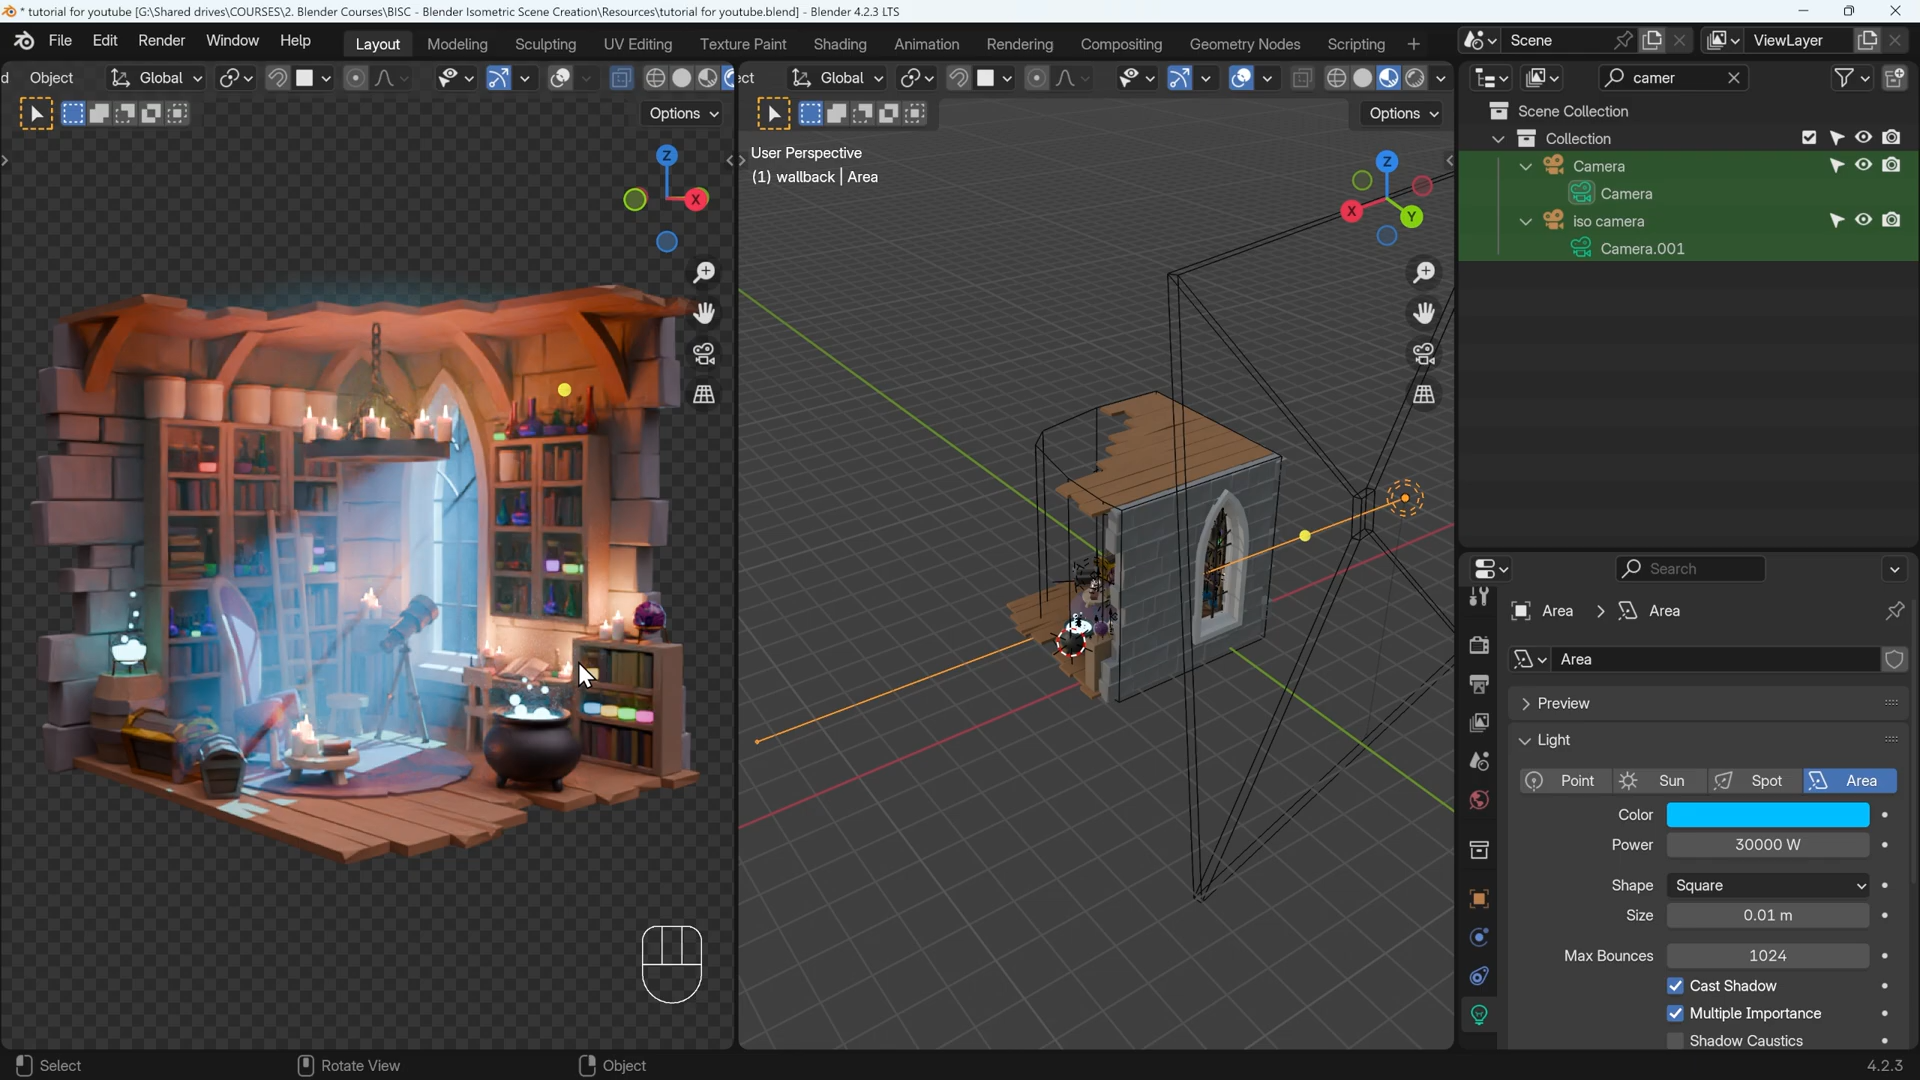 * tutorial for youtube [G:\Shared drives\COURSES\2. Blender Courses\BISC - Blender Isometric Scene Creation\Resources\tutorial for youtube.blend] - Blender 4.2.3 LTS
File Edit Render Window Help Layout Modeling Sculpting UV Editing Texture Paint Shading Animation Rendering Compositing Geometry Nodes Scripting + Scene ViewLayer
d Object Global ect Global camer
Options Options
Scene Collection
Collection
User Perspective
(1) wallback | Area
Camera
Camera
iso camera
Camera.001
Z
X
Z
X
Y
Search
Area > Area
Area
Preview
Light
Point Sun Spot Area
Color
Power 30000 W
Shape Square
Size 0.01 m
Max Bounces 1024
Cast Shadow
Multiple Importance
Shadow Caustics
Select Rotate View Object 4.2.3